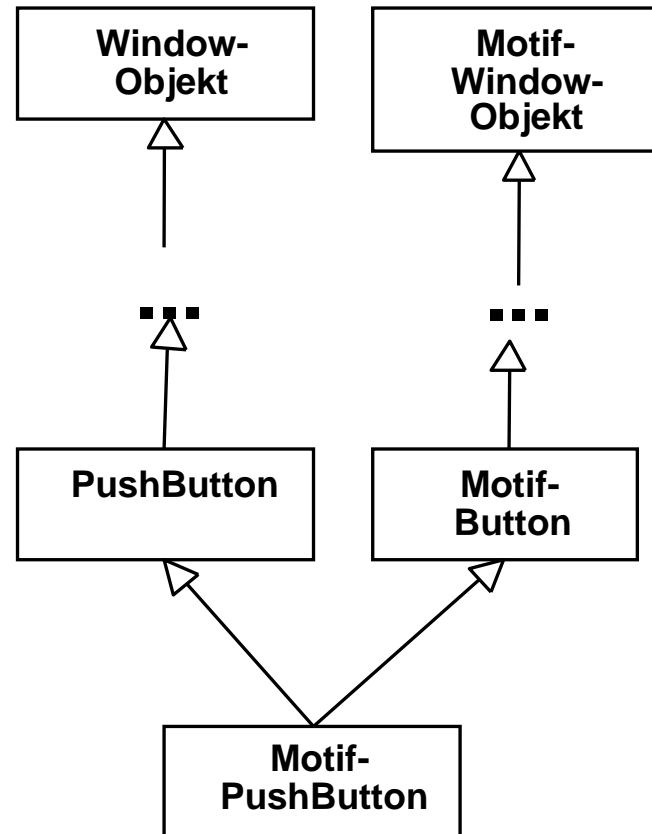 Window-
Objekt
Motif-
Window-
Objekt
...
...
PushButton
Motif-
Button
Motif-
PushButton